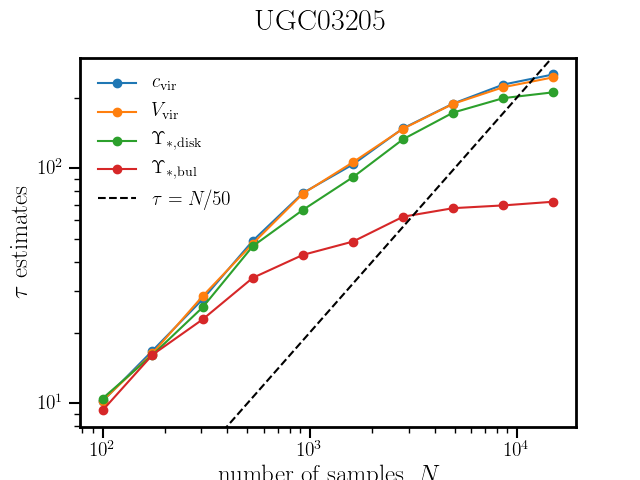 UGC03205
c_vir
V_vir
Υ_*,disk
Υ_*,bul
τ = N/50
τ estimates
10^2
10^1
10^2 10^3 10^4
number of samples, N